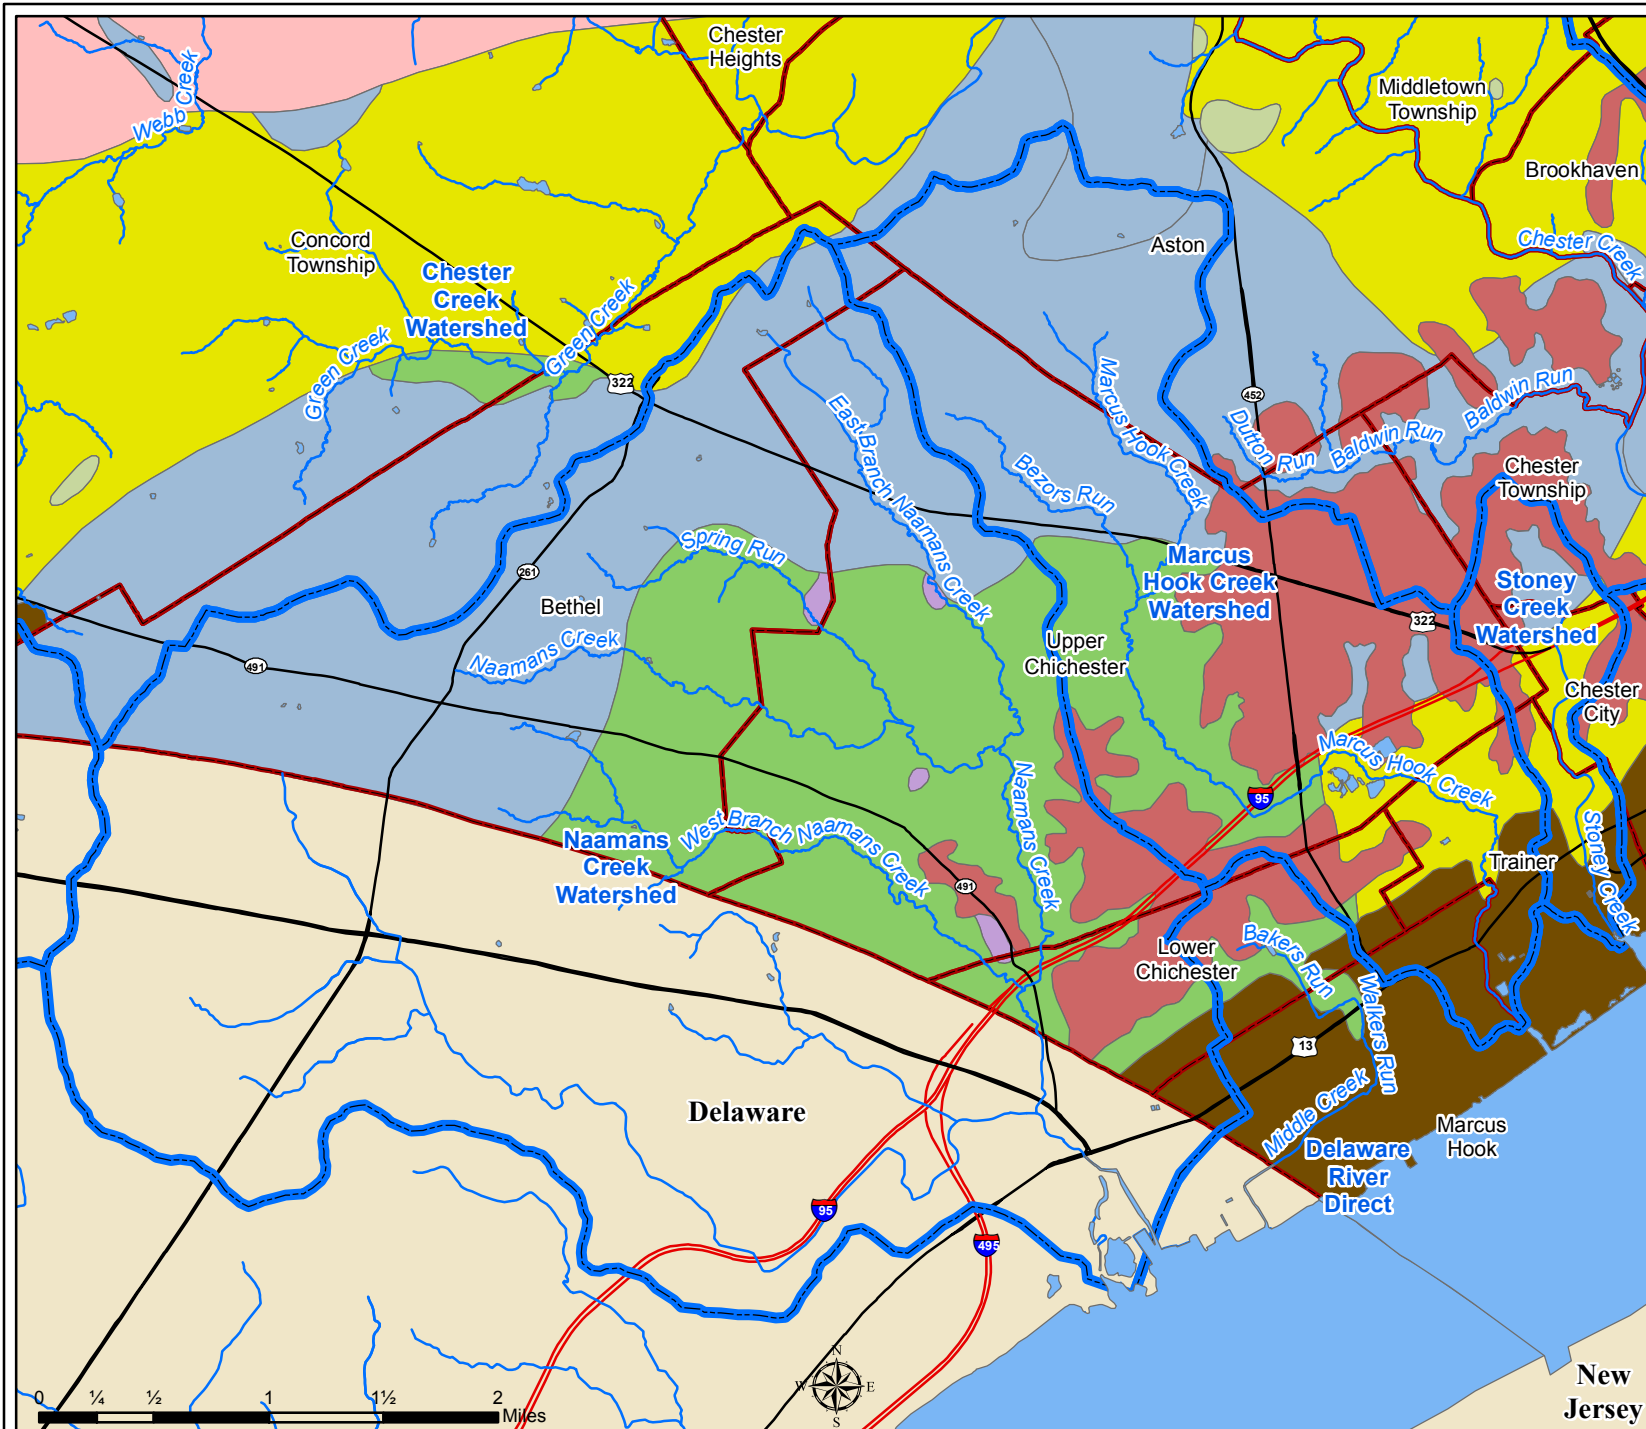 Chester
Heights
Middletown
Township
Webb Creek
Brookhaven
Concord
Township
Aston
Chester Creek
Chester
Creek
Watershed
Green Creek
Green Creek
322
452
Marcus Hook Creek
East Branch Naamans Creek
Dutton Run
Baldwin Run
Baldwin Run
Bezors Run
Chester
Township
Spring Run
261
Marcus
Hook Creek
Watershed
Stoney
Creek
Watershed
Bethel
322
Upper
Chichester
Naamans Creek
491
Chester
City
Marcus Hook Creek
95
Naamans Creek
Naamans
Creek
Watershed
West Branch Naamans Creek
Stoney Creek
Trainer
491
Lower
Chichester
Bakers Run
Walkers Run
13
Delaware
Middle Creek
Marcus
Hook
Delaware
River
Direct
95
495
N
W E
S
0 ¼ ½ 1 1½ 2
Miles
New
Jersey